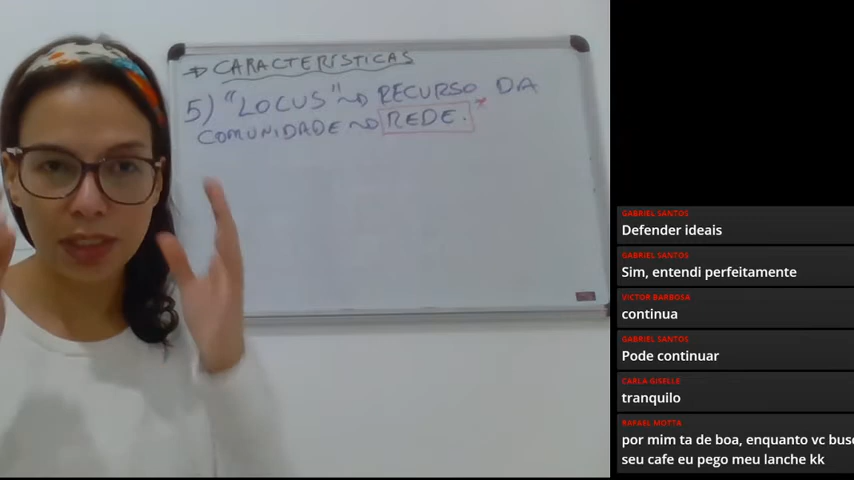 → CARACTERÍSTICAS
5) "LOCUS" ~> RECURSO DA
COMUNIDADE ~> REDE. *
GABRIEL SANTOS
Defender ideais
GABRIEL SANTOS
Sim, entendi perfeitamente
VICTOR BARBOSA
continua
GABRIEL SANTOS
Pode continuar
CARLA GISELLE
tranquilo
RAFAEL MOTTA
por mim ta de boa, enquanto vc busc
seu cafe eu pego meu lanche kk